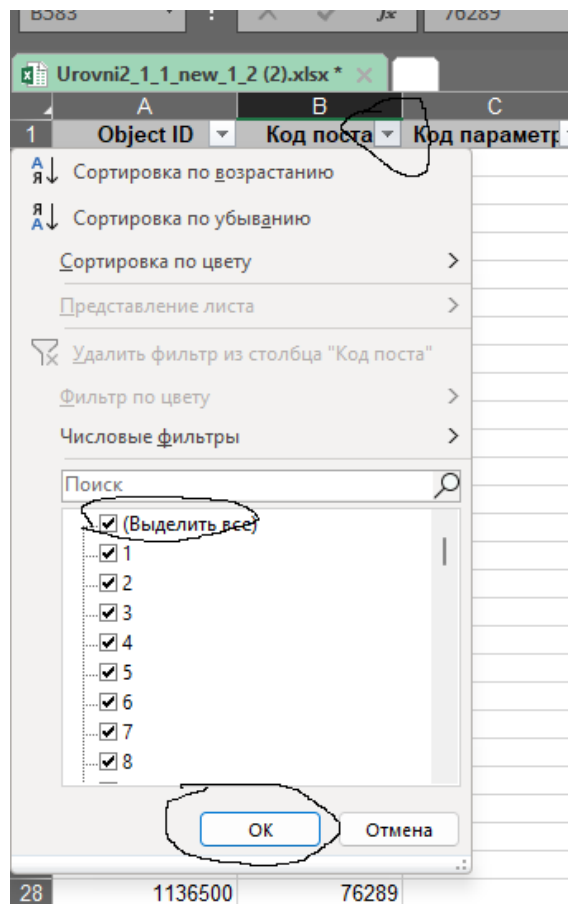 B583 fx 76289
Urovni2_1_1_new_1_2 (2).xlsx *
A B C
1 Object ID Код поста Код параметр
Сортировка по возрастанию
Сортировка по убыванию
Сортировка по цвету
Представление листа
Удалить фильтр из столбца "Код поста"
Фильтр по цвету
Числовые фильтры
Поиск
(Выделить все)
1
2
3
4
5
6
7
8
ОК Отмена
28 1136500 76289